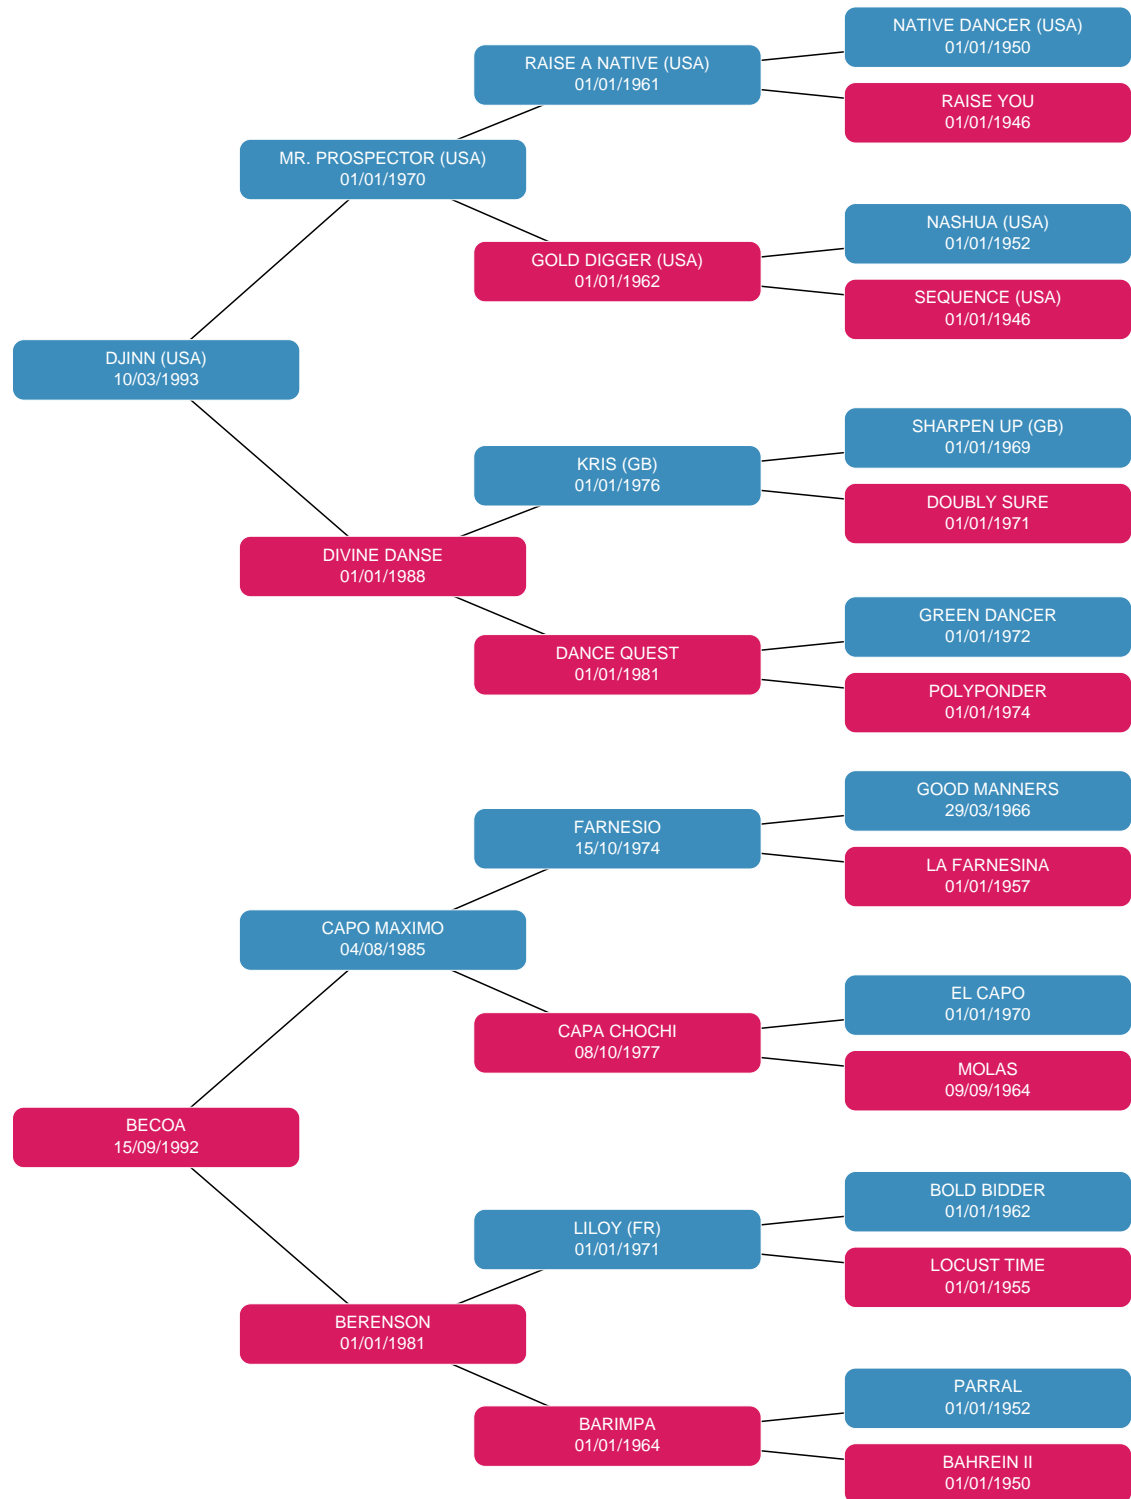 NATIVE DANCER (USA)
01/01/1950
RAISE A NATIVE (USA)
01/01/1961
RAISE YOU
01/01/1946
MR. PROSPECTOR (USA)
01/01/1970
NASHUA (USA)
01/01/1952
GOLD DIGGER (USA)
01/01/1962
SEQUENCE (USA)
01/01/1946
DJINN (USA)
10/03/1993
SHARPEN UP (GB)
01/01/1969
KRIS (GB)
01/01/1976
DOUBLY SURE
01/01/1971
DIVINE DANSE
01/01/1988
GREEN DANCER
01/01/1972
DANCE QUEST
01/01/1981
POLYPONDER
01/01/1974
GOOD MANNERS
29/03/1966
FARNESIO
15/10/1974
LA FARNESINA
01/01/1957
CAPO MAXIMO
04/08/1985
EL CAPO
01/01/1970
CAPA CHOCHI
08/10/1977
MOLAS
09/09/1964
BECOA
15/09/1992
BOLD BIDDER
01/01/1962
LILOY (FR)
01/01/1971
LOCUST TIME
01/01/1955
BERENSON
01/01/1981
PARRAL
01/01/1952
BARIMPA
01/01/1964
BAHREIN II
01/01/1950